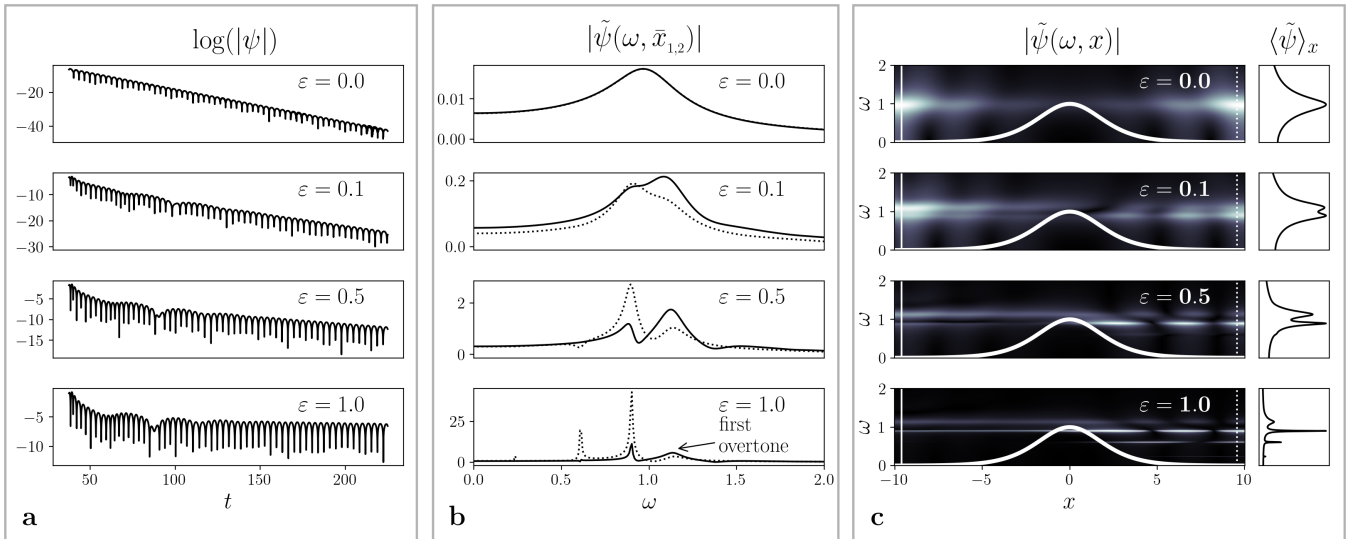 log(|ψ|)
ε = 0.0
−20
−40
ε = 0.1
−10
−20
−30
ε = 0.5
−5
−10
−15
ε = 1.0
−5
−10
50 100 150 200
t
a
|ψ̃(ω, x̄₁,₂)|
ε = 0.0
0.01
0.00
ε = 0.1
0.2
0.0
ε = 0.5
2
0
ε = 1.0
first
overtone
25
0
0.0 0.5 1.0 1.5 2.0
ω
b
|ψ̃(ω, x)|
⟨ψ̃⟩ₓ
2
ω 1
0
ε = 0.0
2
ω 1
0
ε = 0.1
2
ω 1
0
ε = 0.5
2
ω 1
0
ε = 1.0
−10 −5 0 5 10
x
c